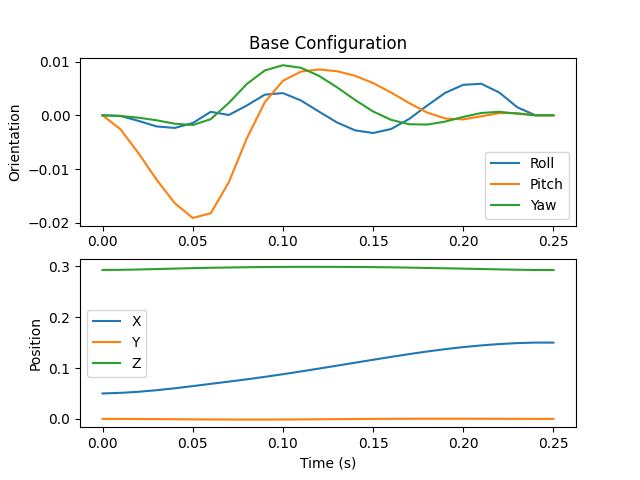 Base Configuration
Orientation
0.01
0.00
−0.01
−0.02
Roll
Pitch
Yaw
0.00 0.05 0.10 0.15 0.20 0.25
Position
0.3
0.2
0.1
0.0
X
Y
Z
0.00 0.05 0.10 0.15 0.20 0.25
Time (s)